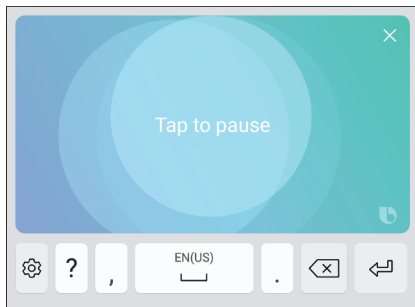 Tap to pause
? , EN(US) .